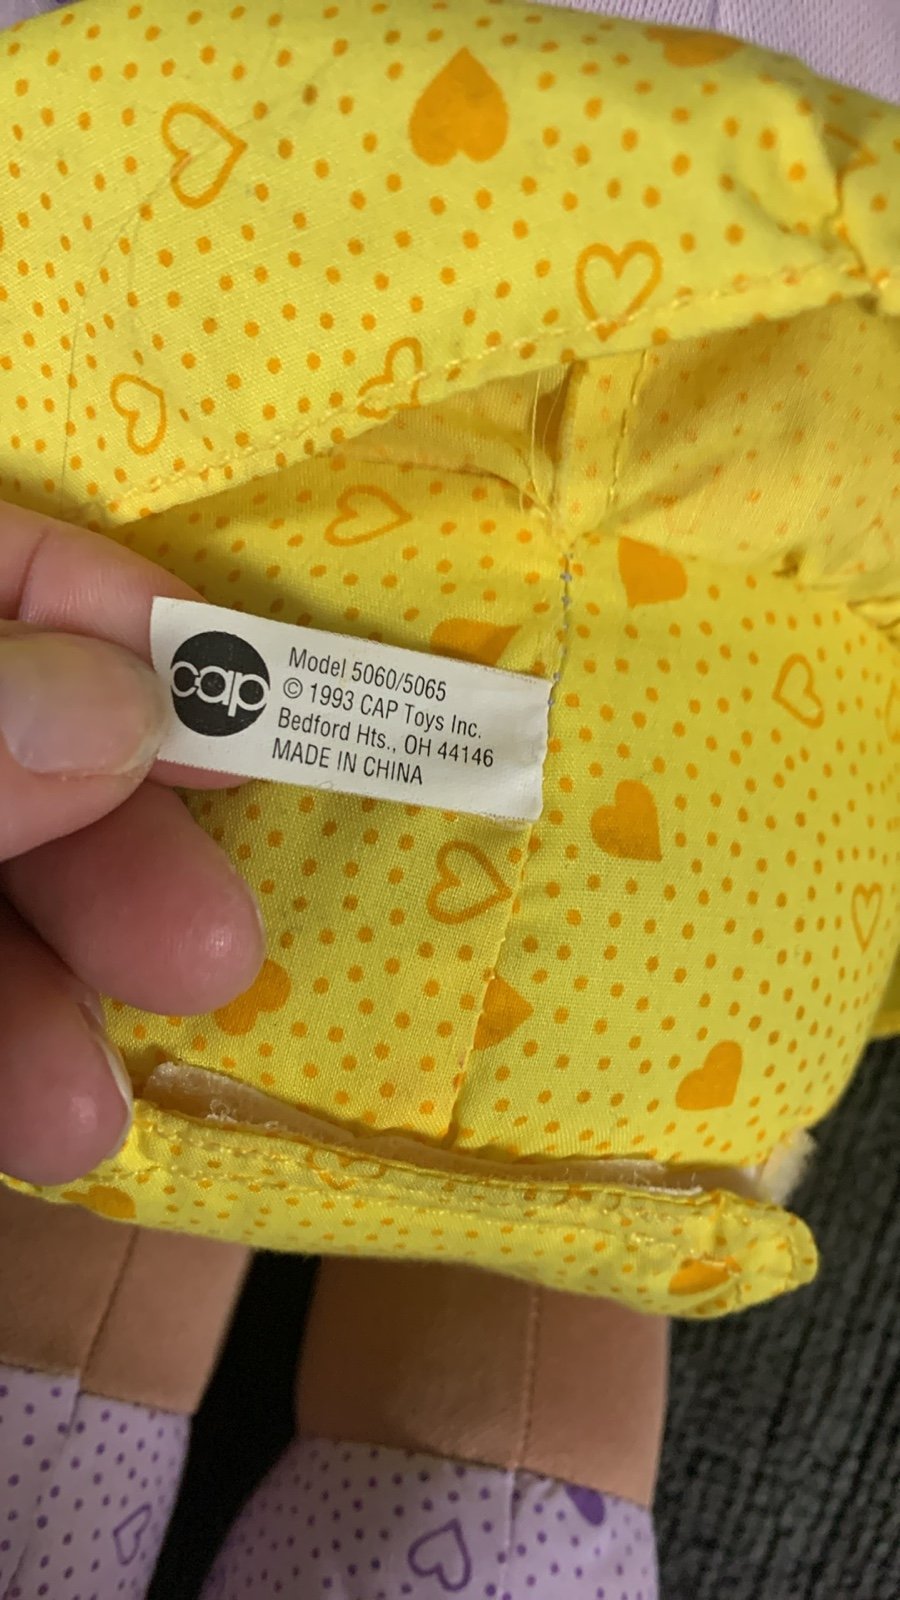 cap
Model 5060/5065
© 1993 CAP Toys Inc.
Bedford Hts., OH 44146
MADE IN CHINA